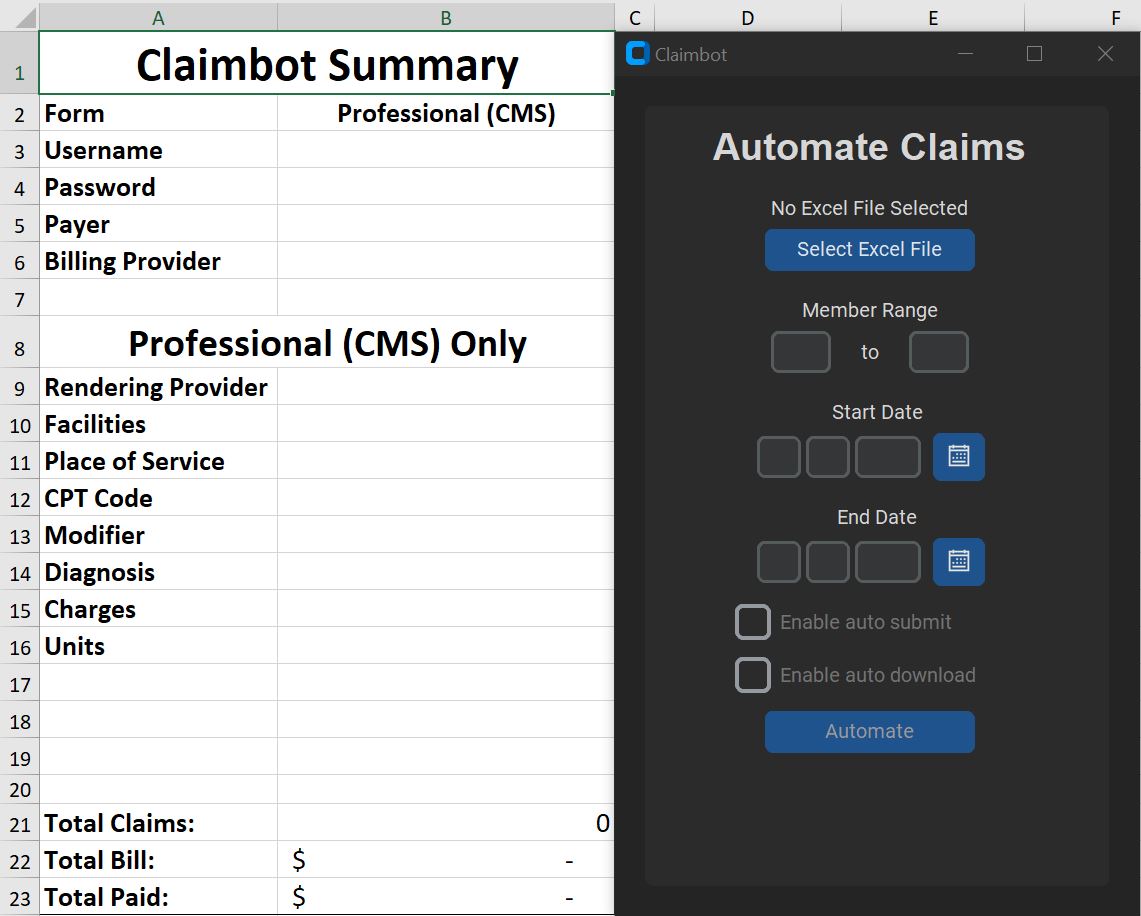 A B C D E F
1 Claimbot Summary
2 Form Professional (CMS)
3 Username
4 Password
5 Payer
6 Billing Provider
7
8 Professional (CMS) Only
9 Rendering Provider
10 Facilities
11 Place of Service
12 CPT Code
13 Modifier
14 Diagnosis
15 Charges
16 Units
17
18
19
20
21 Total Claims: 0
22 Total Bill: $ -
23 Total Paid: $ -
Claimbot
Automate Claims
No Excel File Selected
Select Excel File
Member Range
to
Start Date
End Date
Enable auto submit
Enable auto download
Automate